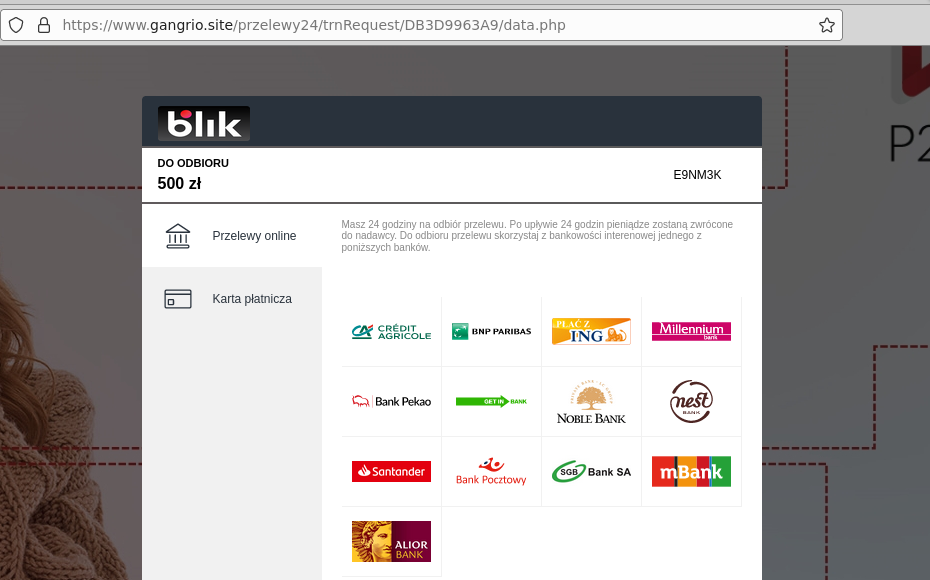 https://www.gangrio.site/przelewy24/trnRequest/DB3D9963A9/data.php
P2
blik
DO ODBIORU
500 zł
E9NM3K
Przelewy online
Karta płatnicza
Masz 24 godziny na odbiór przelewu. Po upływie 24 godzin pieniądze zostaną zwrócone
do nadawcy. Do odbioru przelewu skorzystaj z bankowości interenowej jednego z
poniższych banków.
CRÉDIT
AGRICOLE
BNP PARIBAS
PŁAĆ Z
ING
Millennium
bank
Bank Pekao
GET IN BANK
NOBLE BANK
nest
BANK
Santander
Bank Pocztowy
SGB Bank SA
mBank
ALIOR
BANK